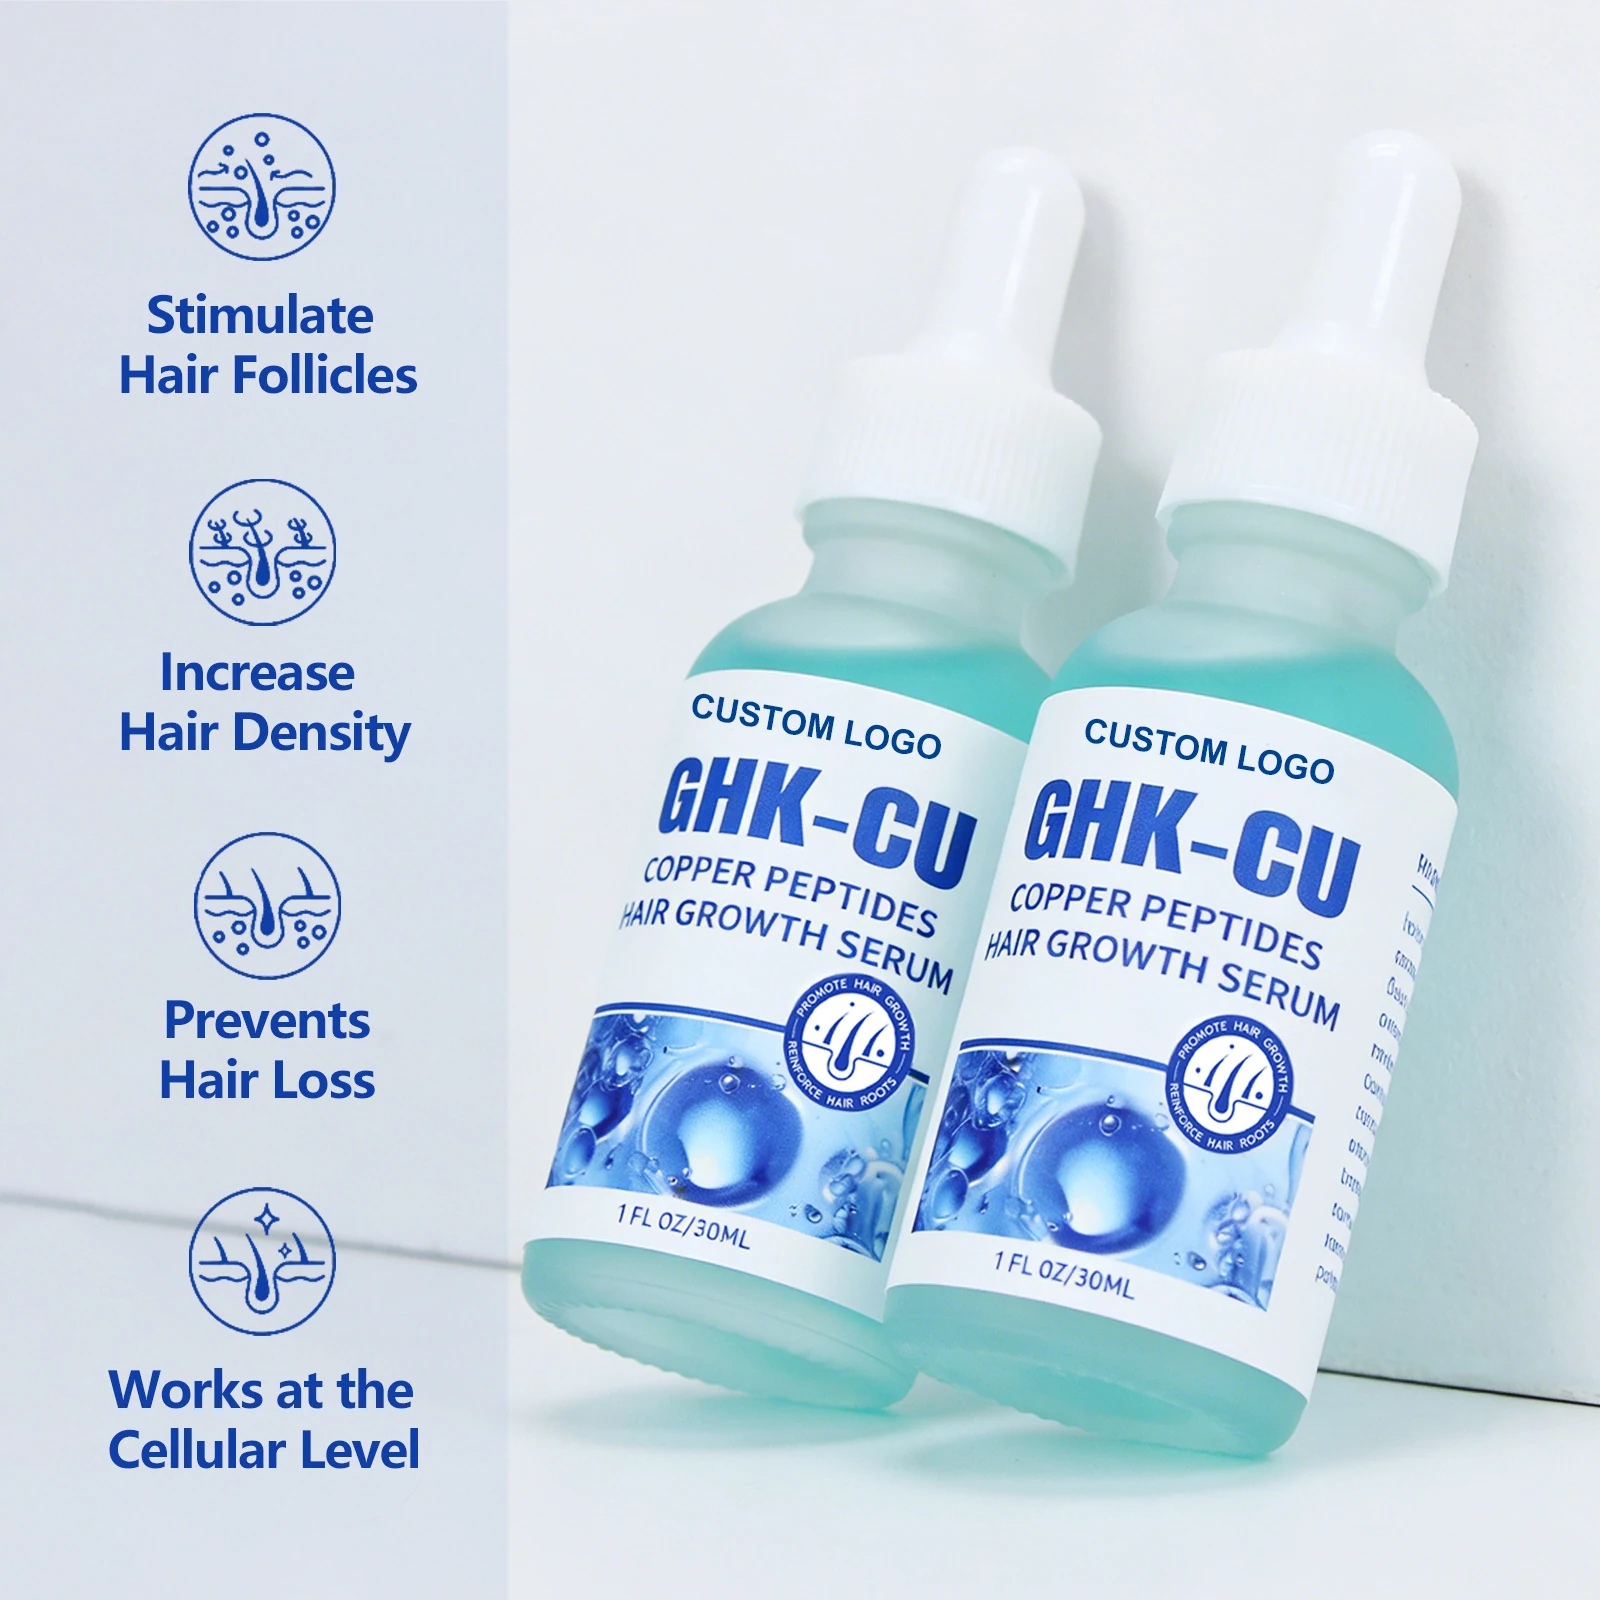 Stimulate
Hair Follicles
Increase
Hair Density
Prevents
Hair Loss
Works at the
Cellular Level
CUSTOM LOGO
GHK-CU
COPPER PEPTIDES
HAIR GROWTH SERUM
PROMOTE HAIR GROWTH
REINFORCE HAIR ROOTS
1 FL OZ/30ML
CUSTOM LOGO
GHK-CU
COPPER PEPTIDES
HAIR GROWTH SERUM
PROMOTE HAIR GROWTH
REINFORCE HAIR ROOTS
1 FL OZ/30ML